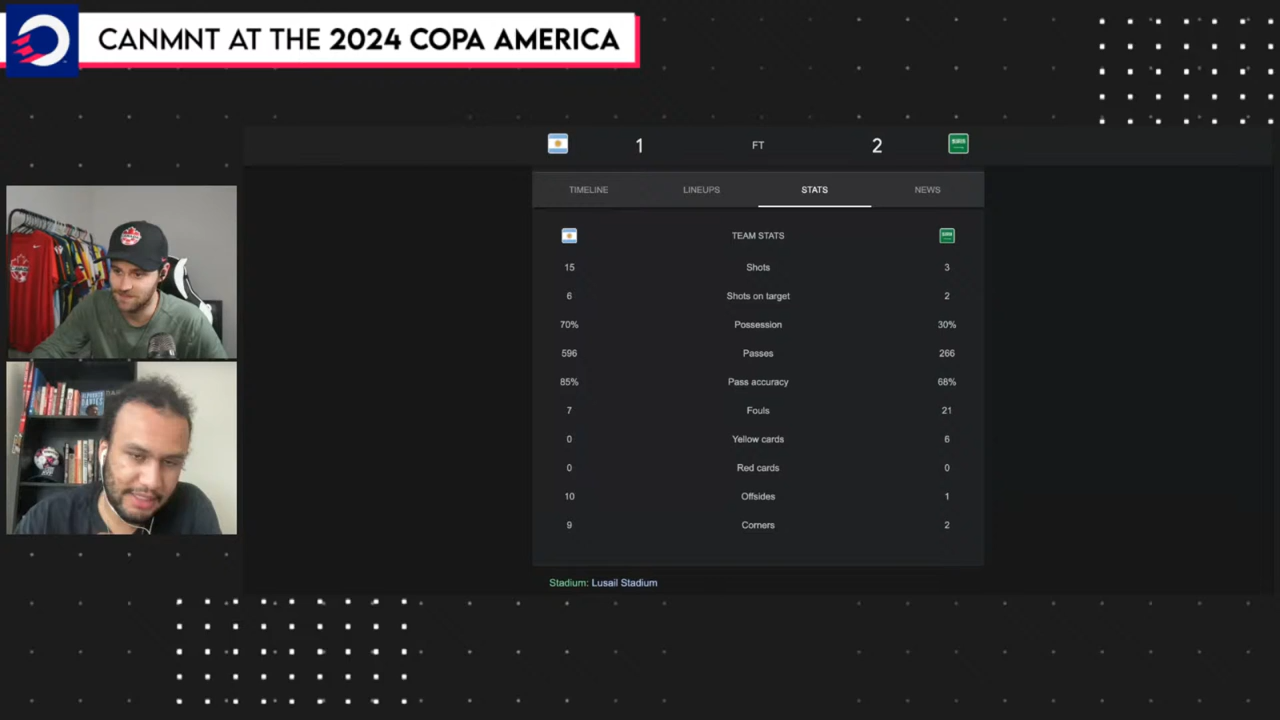 CANMNT AT THE 2024 COPA AMERICA
1 FT 2
TIMELINE LINEUPS STATS NEWS
TEAM STATS
15 Shots 3
6 Shots on target 2
70% Possession 30%
596 Passes 266
85% Pass accuracy 68%
7 Fouls 21
0 Yellow cards 6
0 Red cards 0
10 Offsides 1
9 Corners 2
Stadium: Lusail Stadium